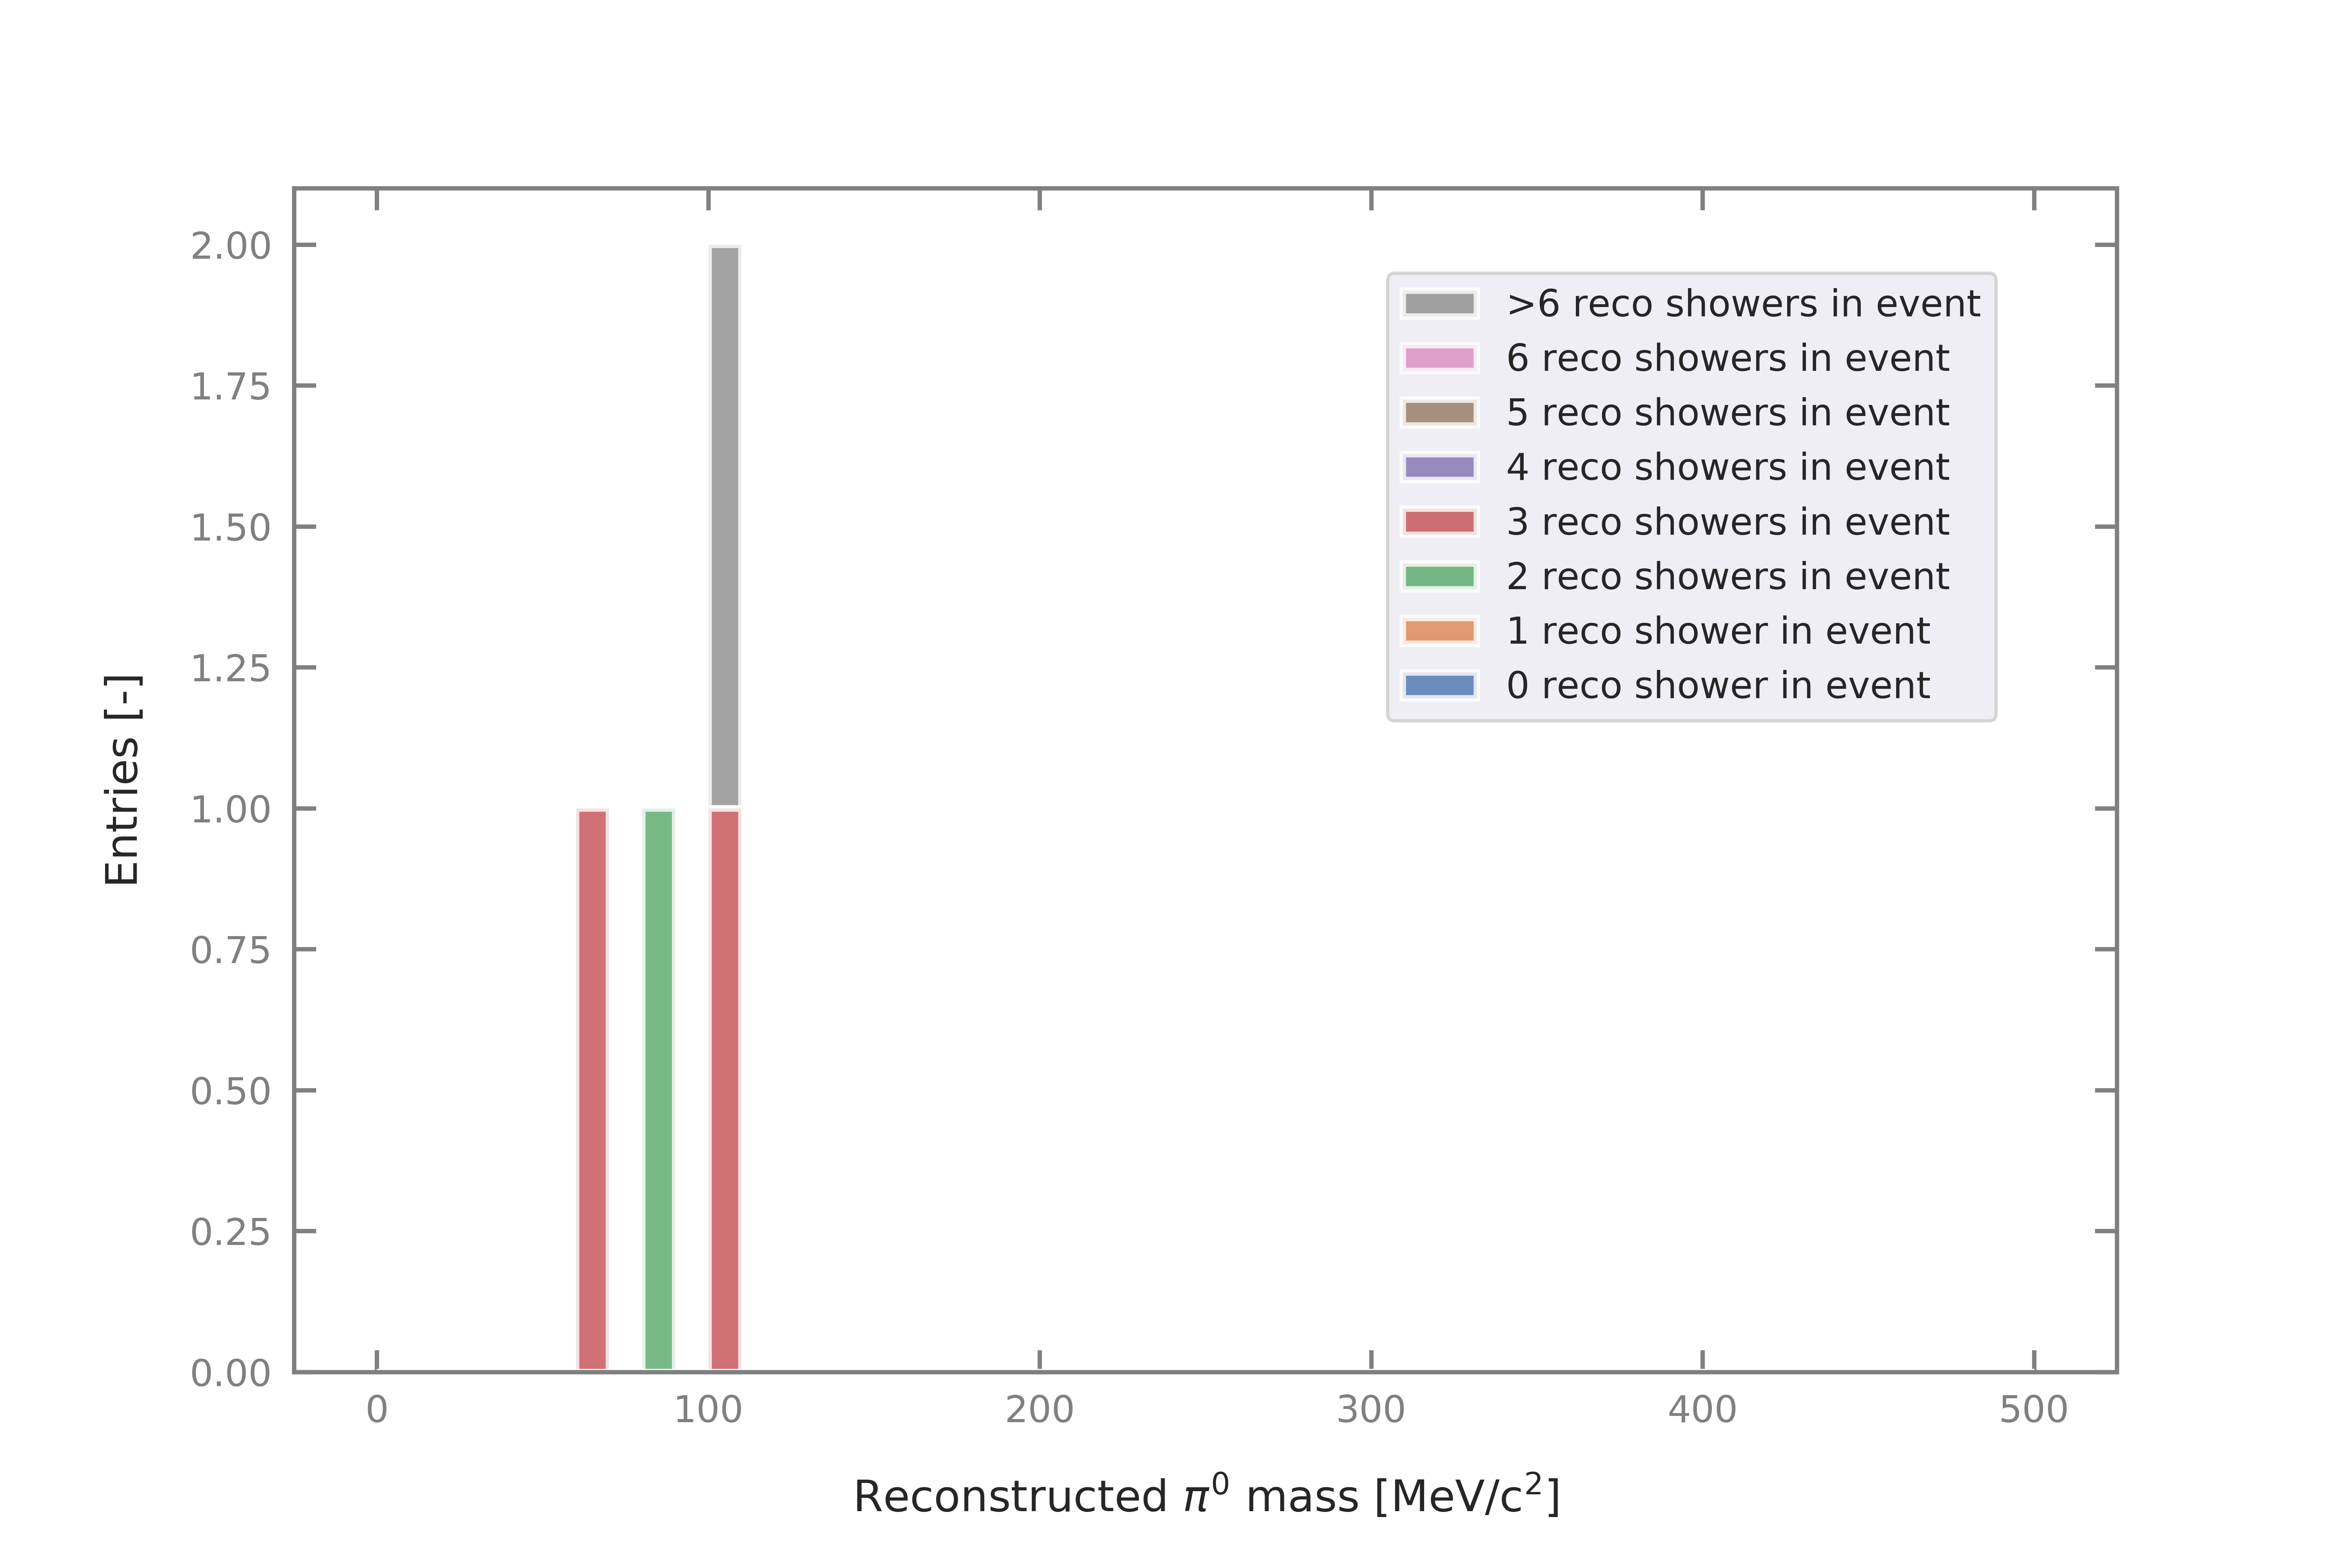 2.00
1.75
1.50
1.25
1.00
0.75
0.50
0.25
0.00
Entries [-]
>6 reco showers in event
6 reco showers in event
5 reco showers in event
4 reco showers in event
3 reco showers in event
2 reco showers in event
1 reco shower in event
0 reco shower in event
0 100 200 300 400 500
Reconstructed π⁰ mass [MeV/c²]